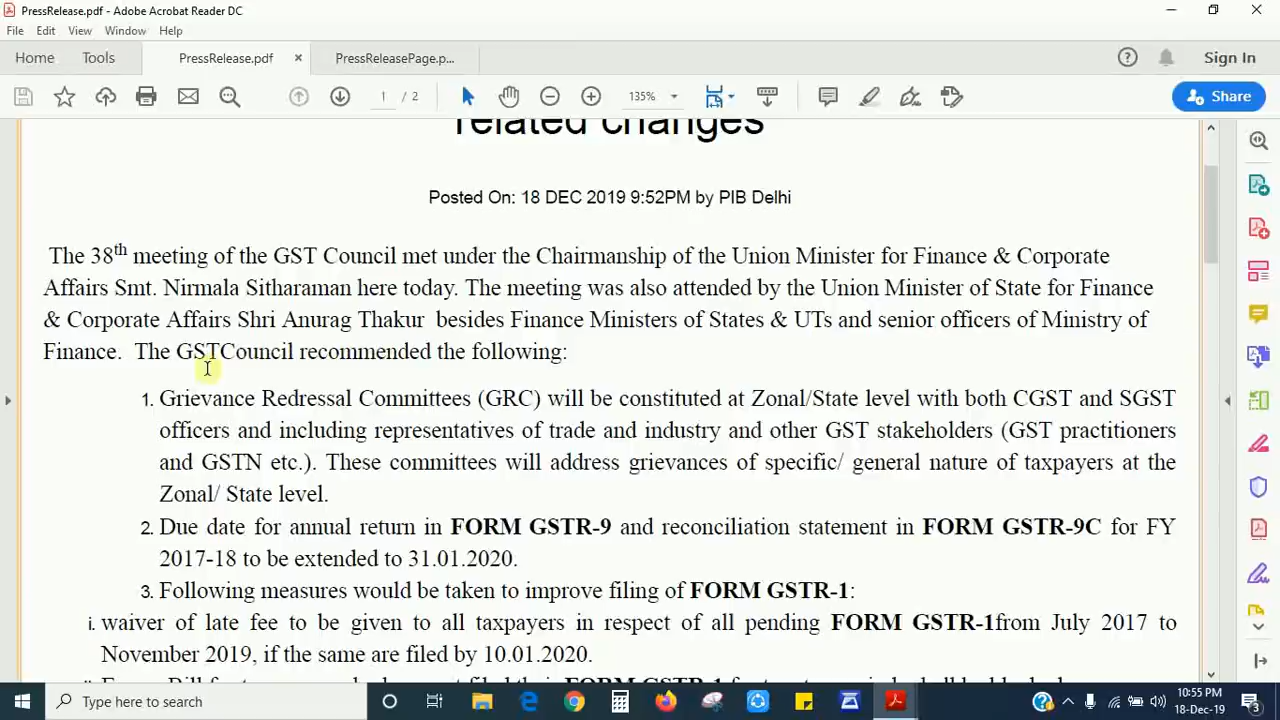 PressRelease.pdf - Adobe Acrobat Reader DC
File Edit View Window Help
Home Tools PressRelease.pdf × PressReleasePage.p... Sign In
1 / 2 135% Share
related changes
Posted On: 18 DEC 2019 9:52PM by PIB Delhi
The 38th meeting of the GST Council met under the Chairmanship of the Union Minister for Finance & Corporate
Affairs Smt. Nirmala Sitharaman here today. The meeting was also attended by the Union Minister of State for Finance
& Corporate Affairs Shri Anurag Thakur besides Finance Ministers of States & UTs and senior officers of Ministry of
Finance. The GSTCouncil recommended the following:
1. Grievance Redressal Committees (GRC) will be constituted at Zonal/State level with both CGST and SGST
officers and including representatives of trade and industry and other GST stakeholders (GST practitioners
and GSTN etc.). These committees will address grievances of specific/ general nature of taxpayers at the
Zonal/ State level.
2. Due date for annual return in FORM GSTR-9 and reconciliation statement in FORM GSTR-9C for FY
2017-18 to be extended to 31.01.2020.
3. Following measures would be taken to improve filing of FORM GSTR-1:
i. waiver of late fee to be given to all taxpayers in respect of all pending FORM GSTR-1from July 2017 to
November 2019, if the same are filed by 10.01.2020.
Type here to search
10:55 PM
18-Dec-19
3